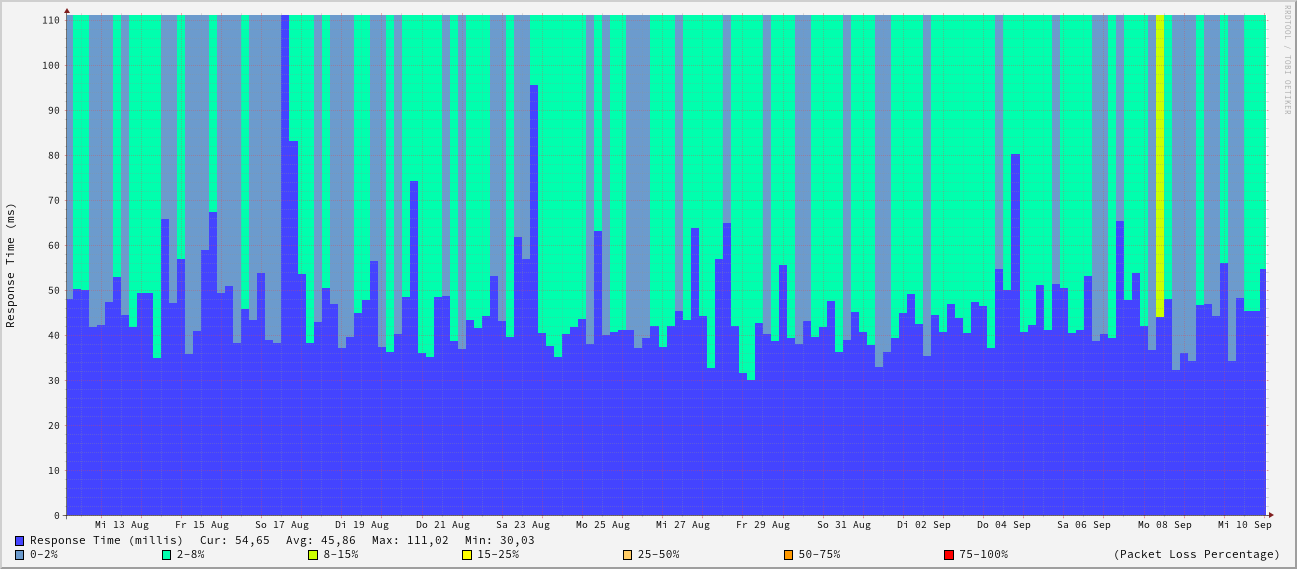 RRDTOOL / TOBI OETIKER
Response Time (ms)
110
100
90
80
70
60
50
40
30
20
10
0
Mi 13 Aug Fr 15 Aug So 17 Aug Di 19 Aug Do 21 Aug Sa 23 Aug Mo 25 Aug Mi 27 Aug Fr 29 Aug So 31 Aug Di 02 Sep Do 04 Sep Sa 06 Sep Mo 08 Sep Mi 10 Sep
Response Time (millis) Cur: 54,65 Avg: 45,86 Max: 111,02 Min: 30,03
0-2% 2-8% 8-15% 15-25% 25-50% 50-75% 75-100% (Packet Loss Percentage)